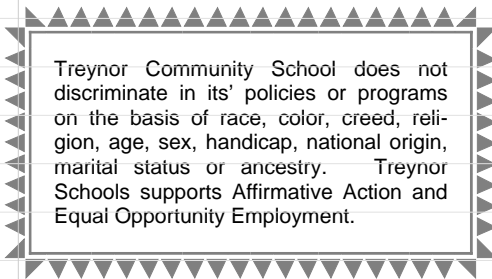 Treynor Community School does not
discriminate in its’ policies or programs
on the basis of race, color, creed, reli-
gion, age, sex, handicap, national origin,
marital status or ancestry. Treynor
Schools supports Affirmative Action and
Equal Opportunity Employment.